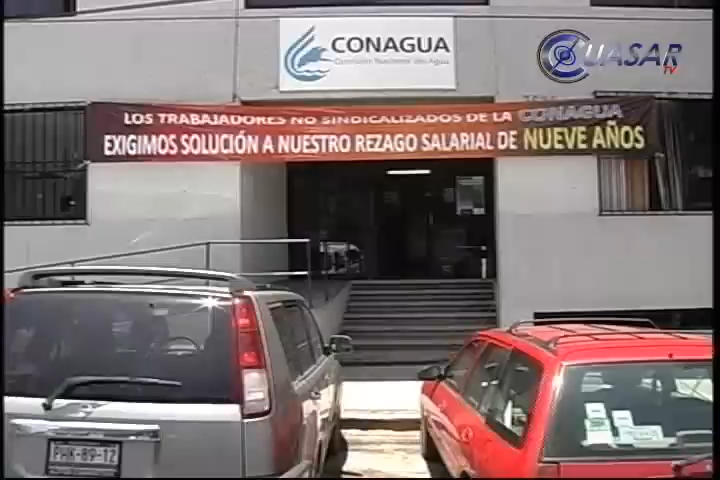 CONAGUA
Comisión Nacional del Agua
CUASAR
TV
LOS TRABAJADORES NO SINDICALIZADOS DE LA CONAGUA
EXIGIMOS SOLUCIÓN A NUESTRO REZAGO SALARIAL DE NUEVE AÑOS
PHK-89-12